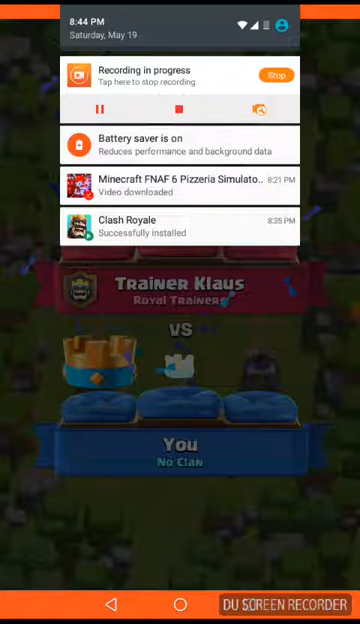 8:44 PM
Saturday, May 19
Recording in progress
Tap here to stop recording.
Stop
Battery saver is on
Reduces performance and background data
Minecraft FNAF 6 Pizzeria Simulato.. 8:21 PM
Video downloaded
Clash Royale 8:35 PM
Successfully installed
Trainer Klaus
Royal Trainers
VS
You
No Clan
DU SCREEN RECORDER